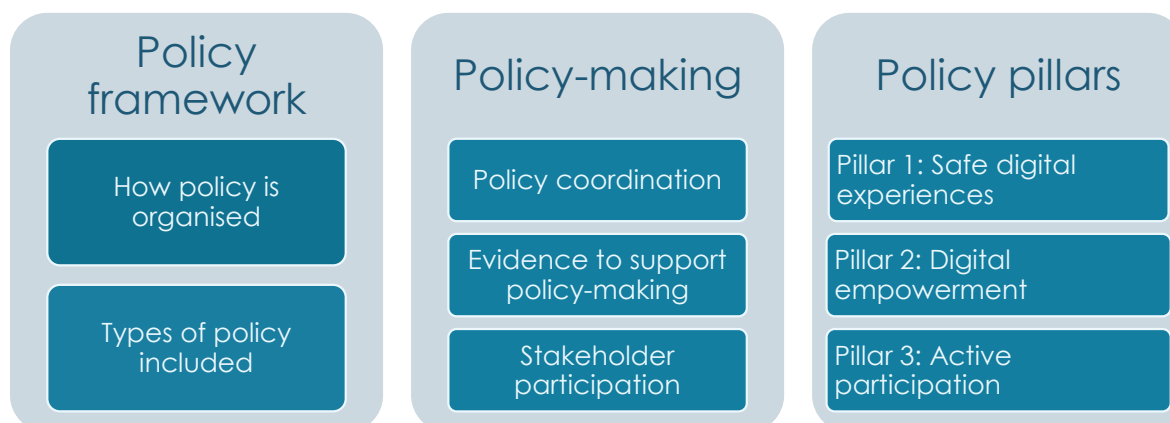 Policy
framework
How policy is
organised
Types of policy
included
Policy-making
Policy coordination
Evidence to support
policy-making
Stakeholder
participation
Policy pillars
Pillar 1: Safe digital
experiences
Pillar 2: Digital
empowerment
Pillar 3: Active
participation